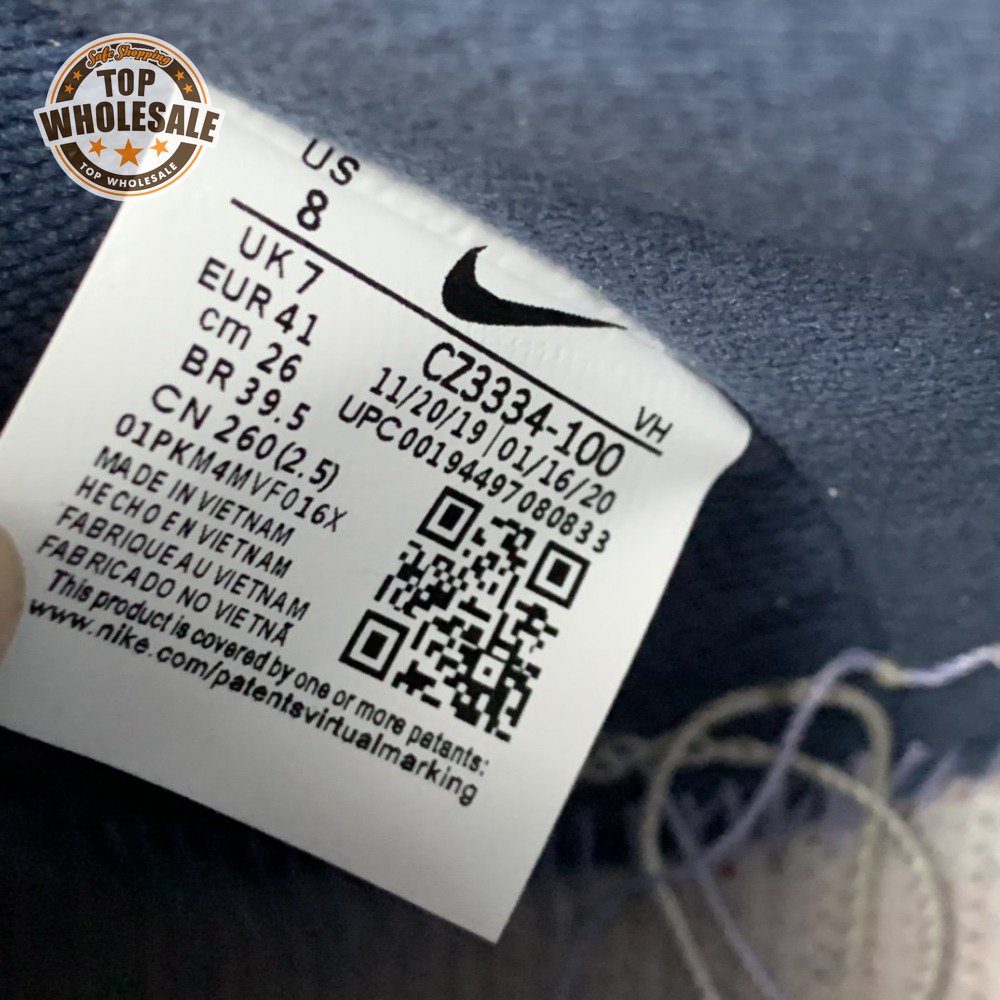 Safe Shopping
TOP
WHOLESALE
TOP WHOLESALE
US
8
UK 7
EUR 41
cm 26
BR 39.5
CN 260(2.5)
01PKM4MVF016X
MADE IN VIETNAM
HECHO EN VIETNAM
FABRIQUE AU VIETNAM
FABRICADO NO VIETNÃ
This product is covered by one or more patents:
www.nike.com/patentsvirtualmarking
VH
CZ3334-100
11/20/19 | 01/16/20
UPC00194497080833